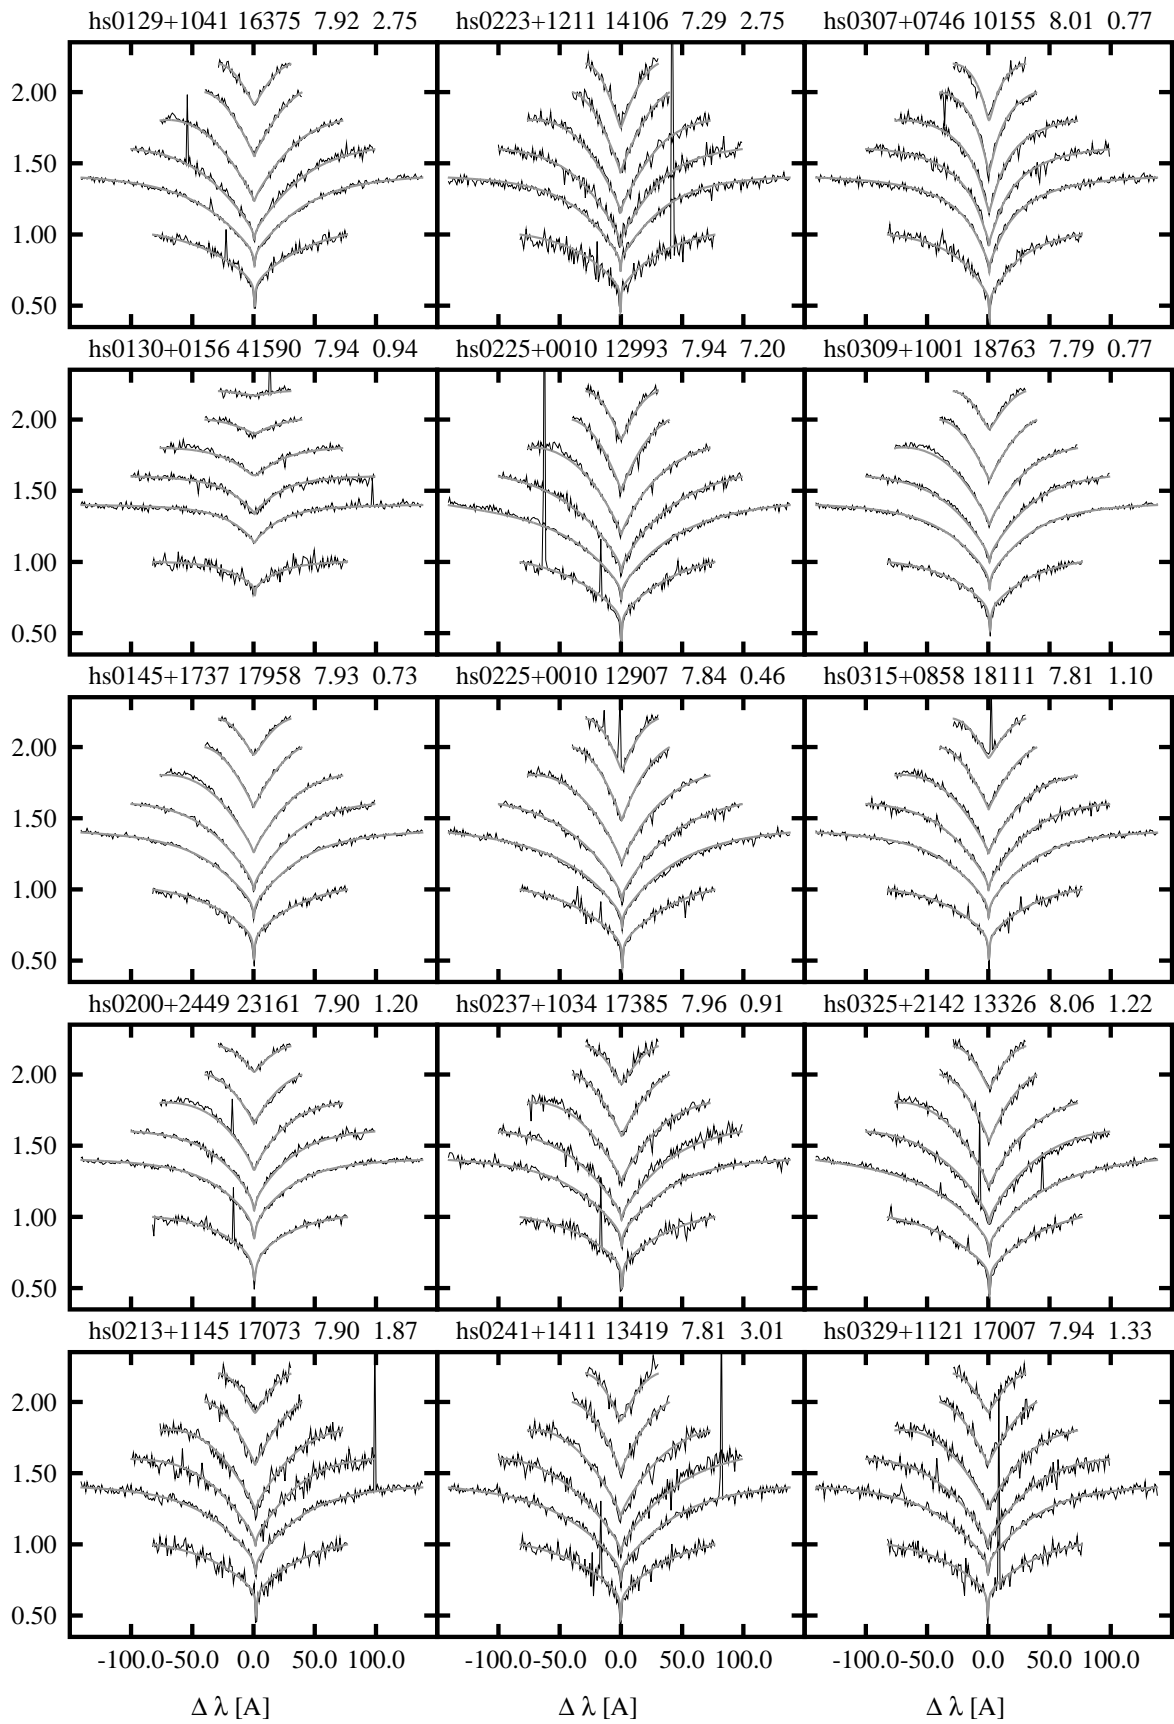 hs0129+1041 16375 7.92 2.75
hs0223+1211 14106 7.29 2.75
hs0307+0746 10155 8.01 0.77
2.00
1.50
1.00
0.50
hs0130+0156 41590 7.94 0.94
hs0225+0010 12993 7.94 7.20
hs0309+1001 18763 7.79 0.77
2.00
1.50
1.00
0.50
hs0145+1737 17958 7.93 0.73
hs0225+0010 12907 7.84 0.46
hs0315+0858 18111 7.81 1.10
2.00
1.50
1.00
0.50
hs0200+2449 23161 7.90 1.20
hs0237+1034 17385 7.96 0.91
hs0325+2142 13326 8.06 1.22
2.00
1.50
1.00
0.50
hs0213+1145 17073 7.90 1.87
hs0241+1411 13419 7.81 3.01
hs0329+1121 17007 7.94 1.33
2.00
1.50
1.00
0.50
-100.0 -50.0 0.0 50.0 100.0
-100.0 -50.0 0.0 50.0 100.0
-100.0 -50.0 0.0 50.0 100.0
Δ λ [A]
Δ λ [A]
Δ λ [A]